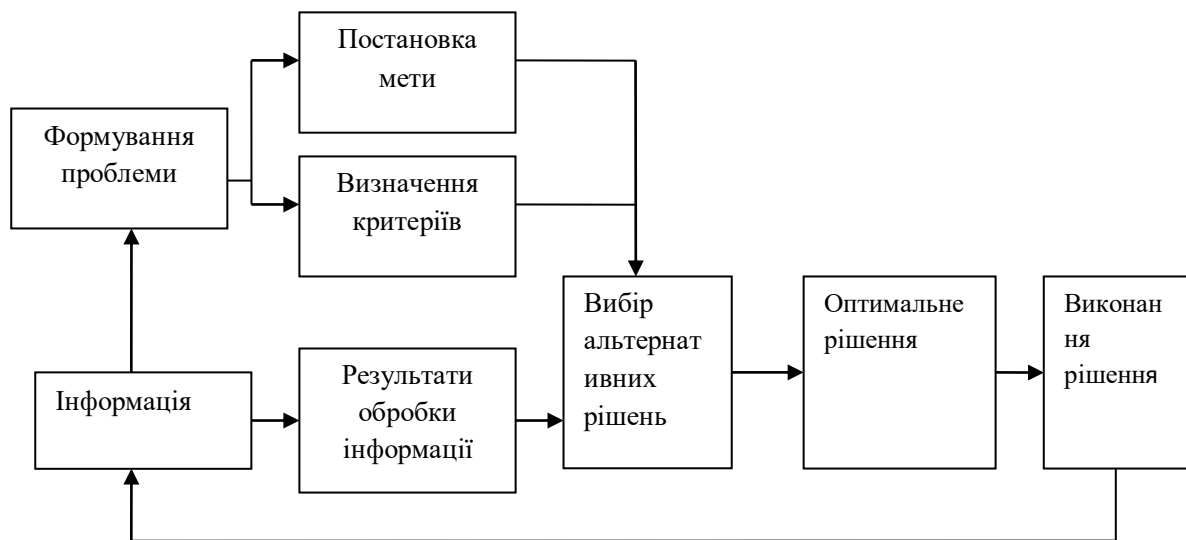 Постановка
мети
Формування
проблеми
Визначення
критеріїв
Вибір
альтернат
ивних
рішень
Оптимальне
рішення
Виконан
ня
рішення
Інформація
Результати
обробки
інформації